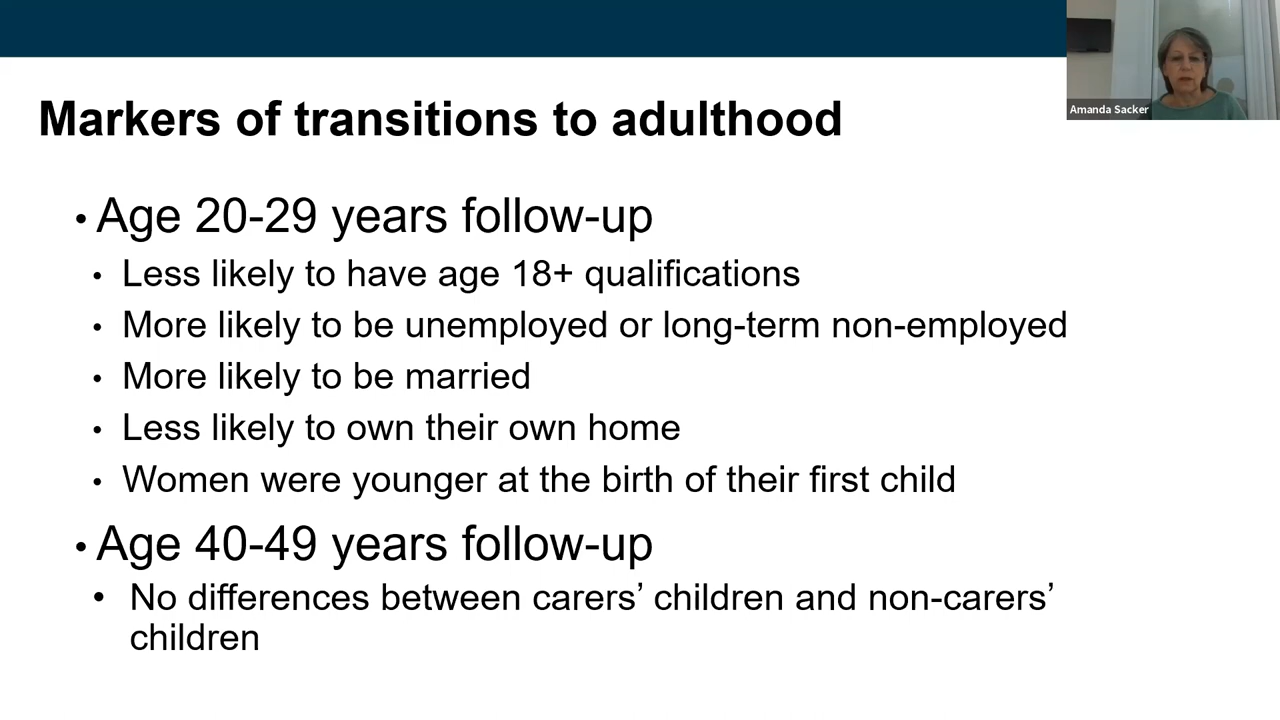 Amanda Sacker
Markers of transitions to adulthood
• Age 20-29 years follow-up
• Less likely to have age 18+ qualifications
• More likely to be unemployed or long-term non-employed
• More likely to be married
• Less likely to own their own home
• Women were younger at the birth of their first child
• Age 40-49 years follow-up
• No differences between carers’ children and non-carers’
children